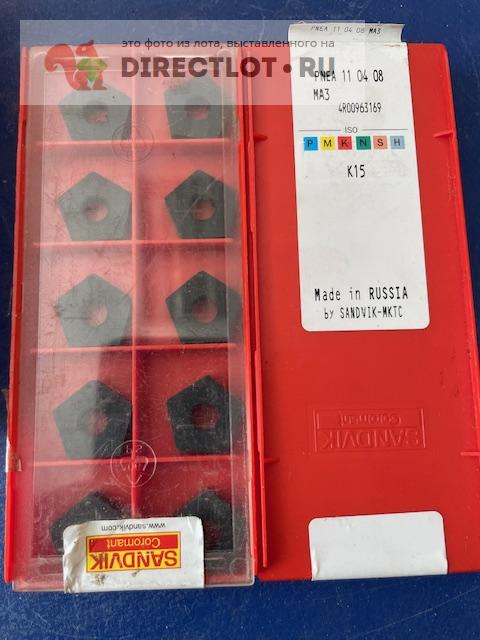 PNEA 11 04 08 MA3
это фото из лота, выставленного на
DIRECTLOT.RU
PNEA 11 04 08
MA3
4R00963169
ISO
P M K N S H
K15
Made in RUSSIA
by SANDVIK-MKTC
SANDVIK
Coromant
www.sandvik.com
SANDVIK
Coromant